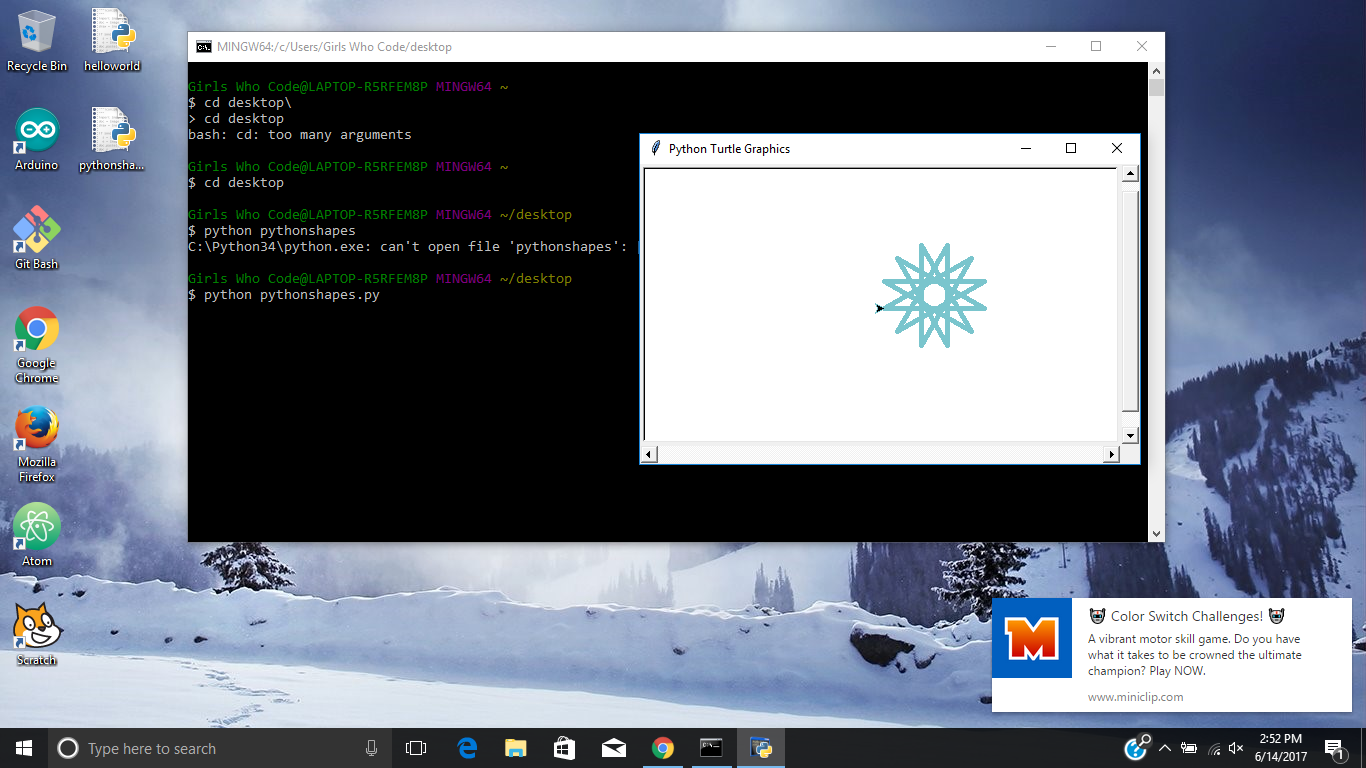 Recycle Bin
helloworld
Arduino
pythonsha...
Git Bash
Google
Chrome
Mozilla
Firefox
Atom
Scratch
MINGW64:/c/Users/Girls Who Code/desktop
Girls Who Code@LAPTOP-R5RFEM8P MINGW64 ~
$ cd desktop\
> cd desktop
bash: cd: too many arguments
Girls Who Code@LAPTOP-R5RFEM8P MINGW64 ~
$ cd desktop
Girls Who Code@LAPTOP-R5RFEM8P MINGW64 ~/desktop
$ python pythonshapes
C:\Python34\python.exe: can't open file 'pythonshapes':
Girls Who Code@LAPTOP-R5RFEM8P MINGW64 ~/desktop
$ python pythonshapes.py
Python Turtle Graphics
M
Color Switch Challenges!
A vibrant motor skill game. Do you have
what it takes to be crowned the ultimate
champion? Play NOW.
www.miniclip.com
Type here to search
2:52 PM
6/14/2017
1